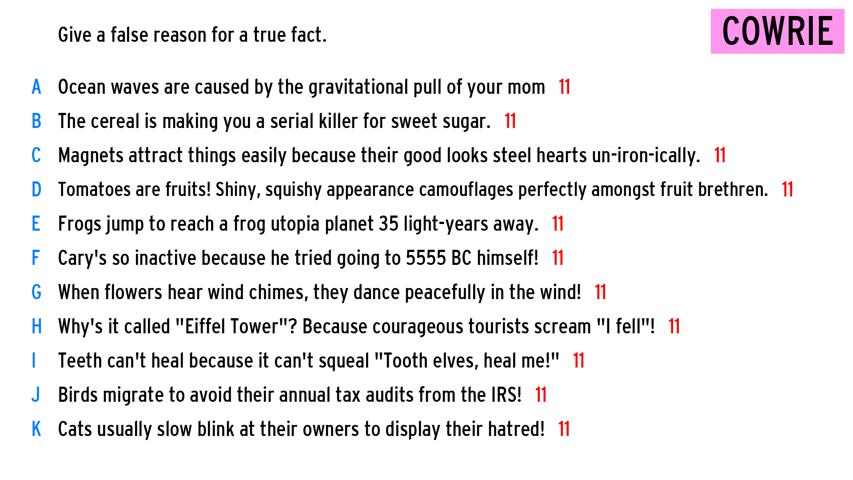 Give a false reason for a true fact.
COWRIE
A Ocean waves are caused by the gravitational pull of your mom 11
B The cereal is making you a serial killer for sweet sugar. 11
C Magnets attract things easily because their good looks steel hearts un-iron-ically. 11
D Tomatoes are fruits! Shiny, squishy appearance camouflages perfectly amongst fruit brethren. 11
E Frogs jump to reach a frog utopia planet 35 light-years away. 11
F Cary's so inactive because he tried going to 5555 BC himself! 11
G When flowers hear wind chimes, they dance peacefully in the wind! 11
H Why's it called "Eiffel Tower"? Because courageous tourists scream "I fell"! 11
I Teeth can't heal because it can't squeal "Tooth elves, heal me!" 11
J Birds migrate to avoid their annual tax audits from the IRS! 11
K Cats usually slow blink at their owners to display their hatred! 11